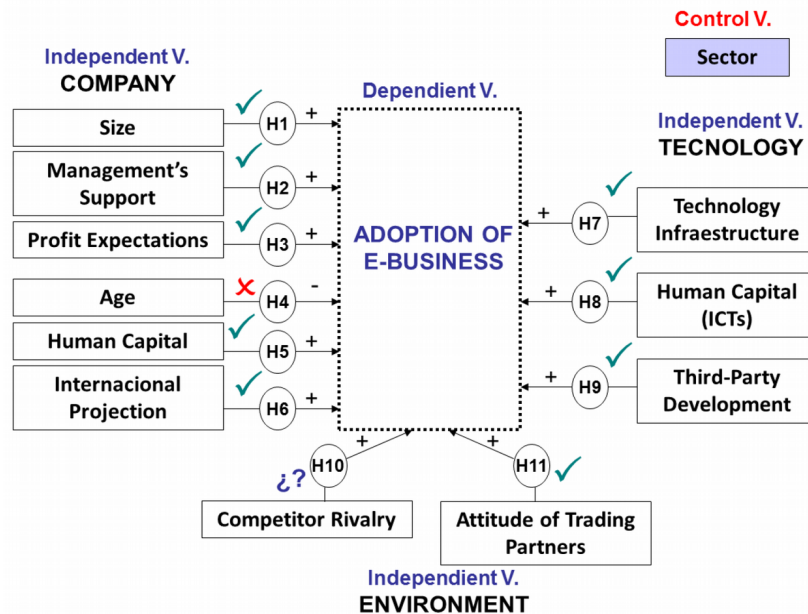 Control V.
Sector
Independent V.
COMPANY
Dependient V.
Independient V.
TECNOLOGY
Size
H1
+
Management's
Support
H2
+
Profit Expectations
H3
+
Age
H4
-
Human Capital
H5
+
Internacional
Projection
H6
+
ADOPTION OF
E-BUSINESS
+
H7
Technology
Infraestructure
+
H8
Human Capital
(ICTs)
+
H9
Third-Party
Development
+
H10
¿?
Competitor Rivalry
+
H11
Attitude of Trading
Partners
Independient V.
ENVIRONMENT